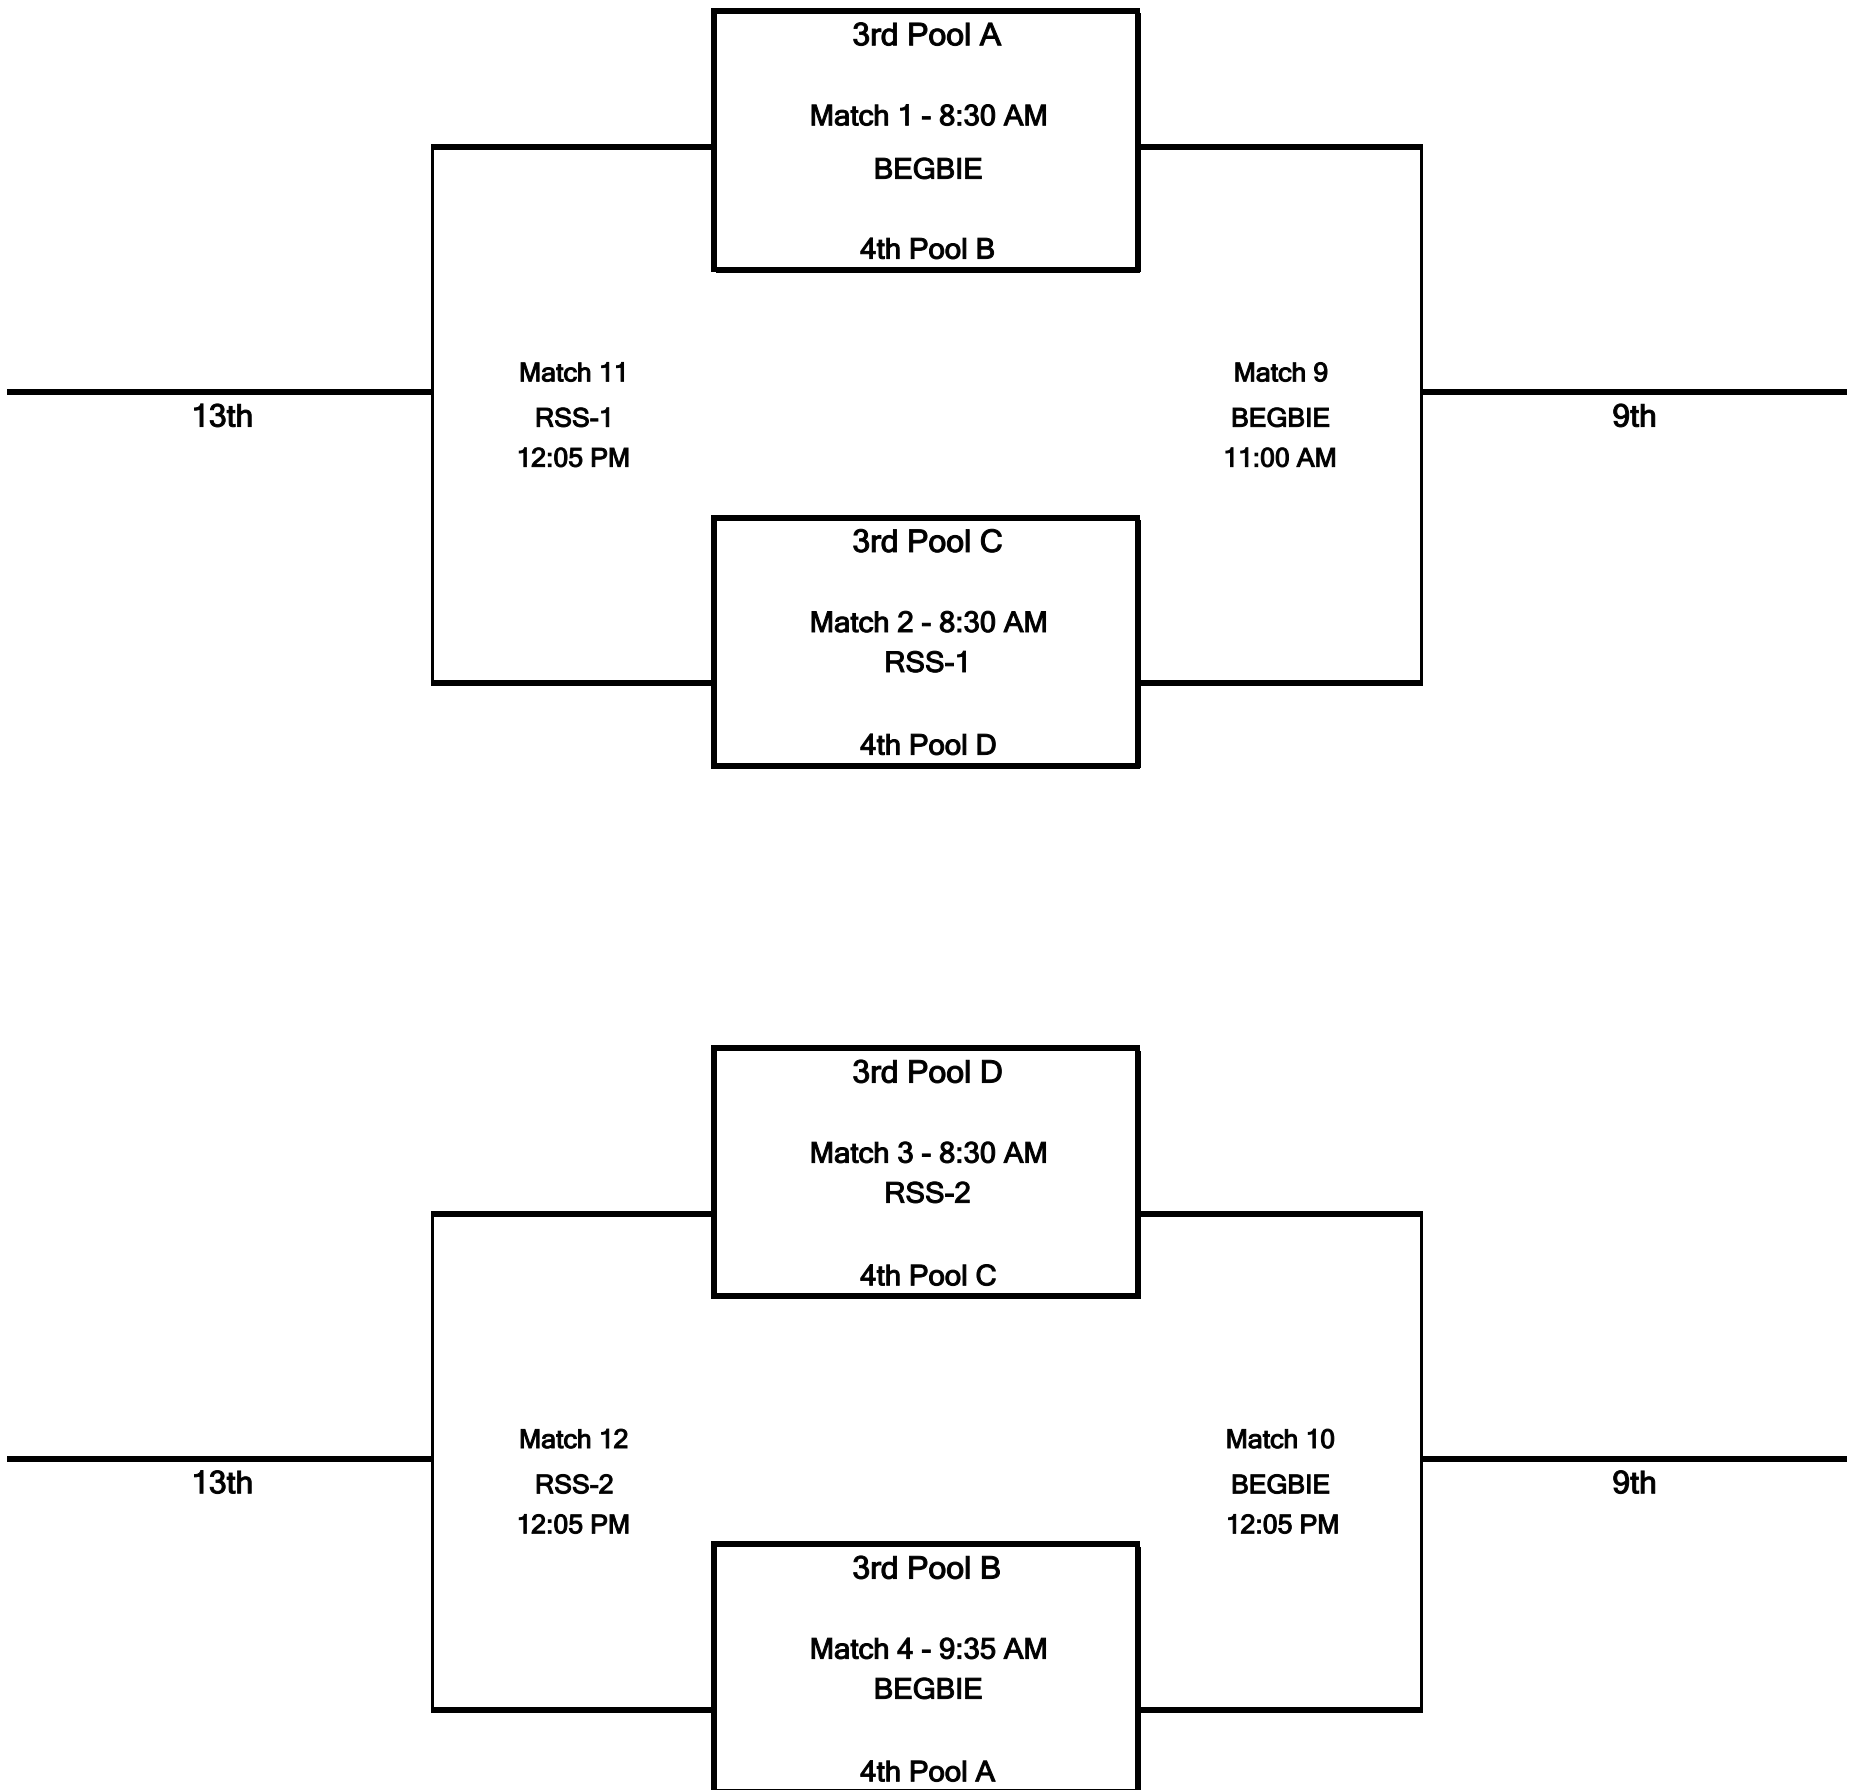 3rd Pool A
Match 1 - 8:30 AM
BEGBIE
4th Pool B
Match 11
RSS-1
12:05 PM
13th
Match 9
BEGBIE
11:00 AM
9th
3rd Pool C
Match 2 - 8:30 AM
RSS-1
4th Pool D
3rd Pool D
Match 3 - 8:30 AM
RSS-2
4th Pool C
Match 12
RSS-2
12:05 PM
13th
Match 10
BEGBIE
12:05 PM
9th
3rd Pool B
Match 4 - 9:35 AM
BEGBIE
4th Pool A